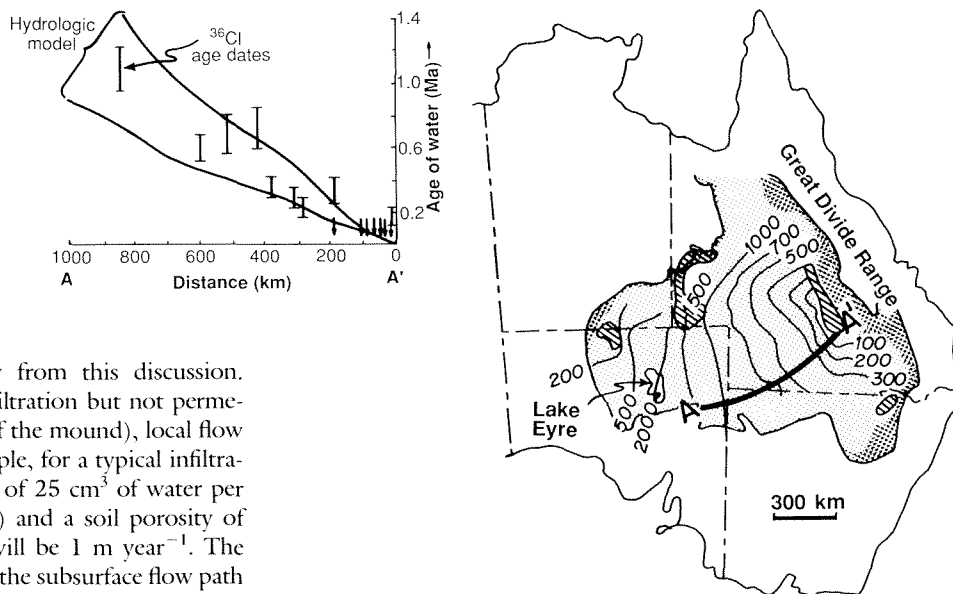 Hydrologic
model
36Cl
age dates
1.4
1.0
0.6
0.2
Age of water (Ma) →
1000
800
600
400
200
0
A
A'
Distance (km)
y from this discussion.
filtration but not perme-
f the mound), local flow
ple, for a typical infiltra-
of 25 cm³ of water per
) and a soil porosity of
will be 1 m year⁻¹. The
the subsurface flow path
Great Divide Range
1000
700
500
500
A'
100
200
300
200
500
2000
A
Lake
Eyre
300 km